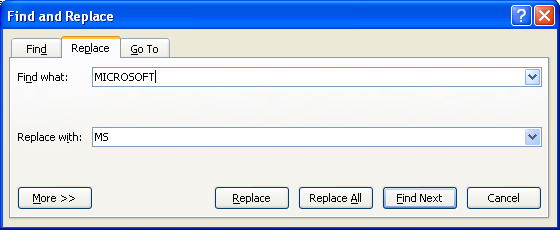 Find and Replace
Find Replace Go To
Find what: MICROSOFT
Replace with: MS
More >> Replace Replace All Find Next Cancel